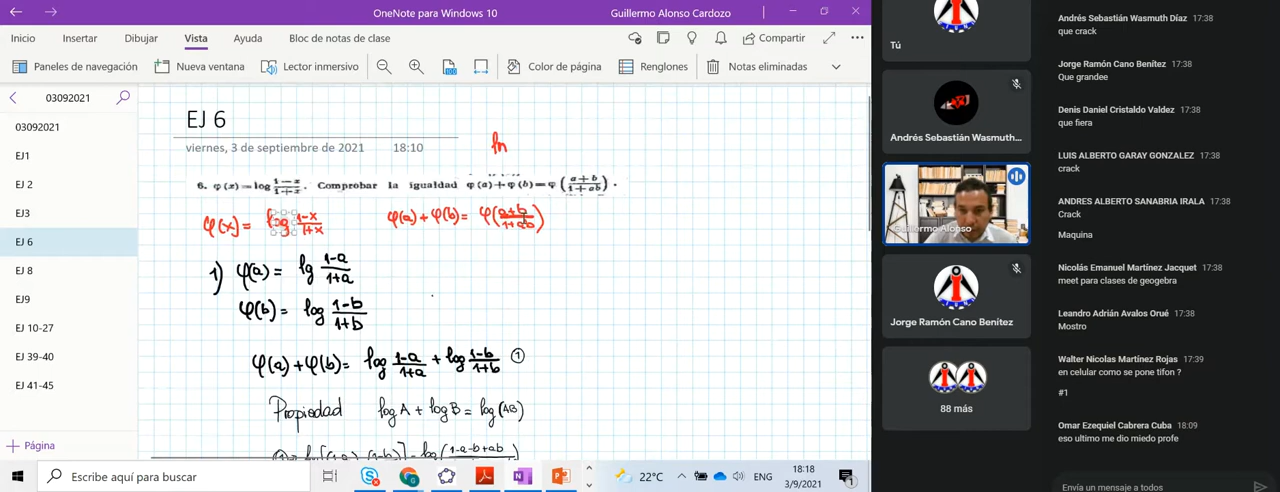 OneNote para Windows 10
Guillermo Alonso Cardozo
Inicio Insertar Dibujar Vista Ayuda Bloc de notas de clase
Compartir
Paneles de navegación Nueva ventana Lector inmersivo Color de página Renglones Notas eliminadas
03092021
03092021
EJ1
EJ 2
EJ3
EJ 6
EJ 8
EJ9
EJ 10-27
EJ 39-40
EJ 41-45
Página
EJ 6
viernes, 3 de septiembre de 2021 18:10
ln
6. φ(x)=log (1-x)/(1+x). Comprobar la igualdad φ(a)+φ(b)=φ((a+b)/(1+ab)).
φ(x) = log (1-x)/(1+x) φ(a)+φ(b) = φ((a+b)/(1+ab))
1) φ(a) = lg (1-a)/(1+a)
φ(b) = log (1-b)/(1+b)
φ(a)+φ(b) = log (1-a)/(1+a) + log (1-b)/(1+b) ①
Propiedad log A + log B = log(AB)
Escribe aquí para buscar
22°C
ENG
18:18
3/9/2021
Tú
Andrés Sebastián Wasmuth...
Guillermo Alonso
Jorge Ramón Cano Benítez
88 más
Andrés Sebastián Wasmuth Díaz 17:38
que crack
Jorge Ramón Cano Benítez 17:38
Que grandee
Denis Daniel Cristaldo Valdez 17:38
que fiera
LUIS ALBERTO GARAY GONZALEZ 17:38
crack
ANDRES ALBERTO SANABRIA IRALA 17:38
Crack
Maquina
Nicolás Emanuel Martínez Jacquet 17:38
meet para clases de geogebra
Leandro Adrián Avalos Orué 17:38
Mostro
Walter Nicolas Martínez Rojas 17:39
en celular como se pone tifon ?
#1
Omar Ezequiel Cabrera Cuba 18:09
eso ultimo me dio miedo profe
Envía un mensaje a todos